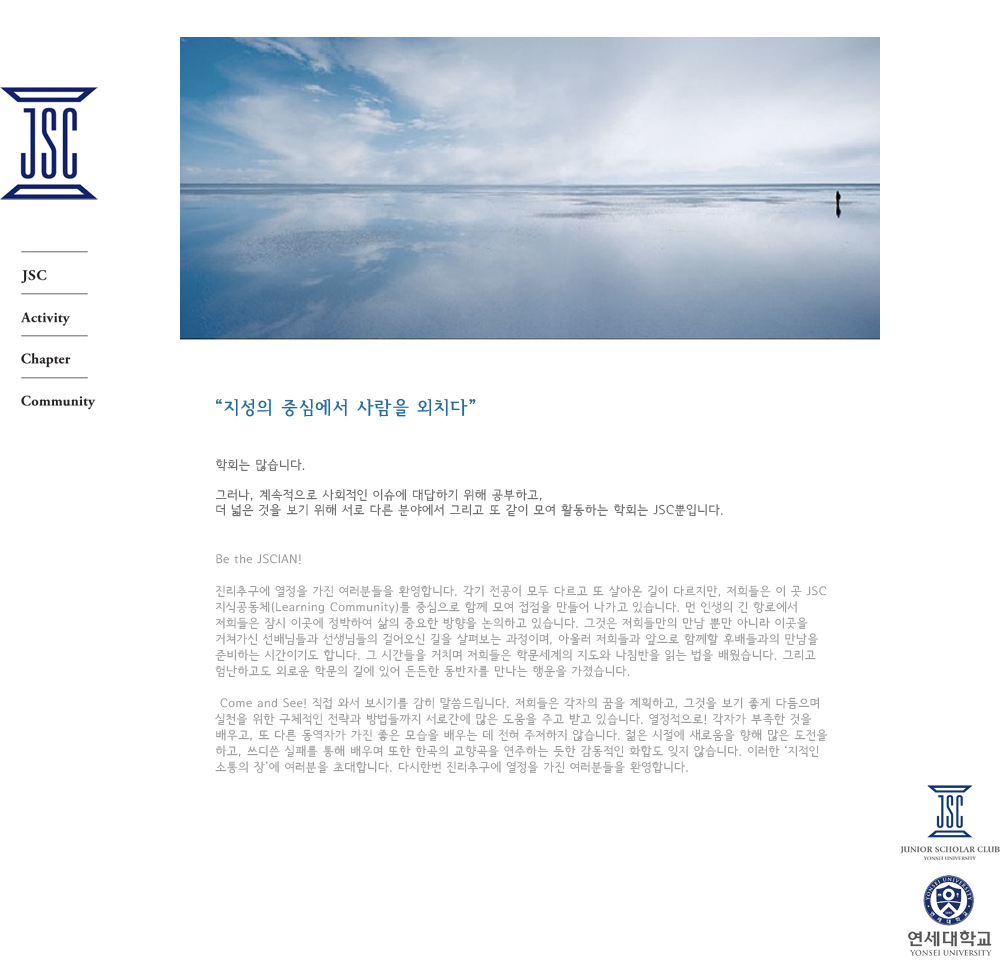 JSC
JSC
Activity
Chapter
Community
“지성의 중심에서 사람을 외치다”
학회는 많습니다.
그러나, 계속적으로 사회적인 이슈에 대답하기 위해 공부하고,
더 넓은 것을 보기 위해 서로 다른 분야에서 그리고 또 같이 모여 활동하는 학회는 JSC뿐입니다.
Be the JSCIAN!
진리추구에 열정을 가진 여러분들을 환영합니다. 각기 전공이 모두 다르고 또 살아온 길이 다르지만, 저희들은 이 곳 JSC
지식공동체(Learning Community)를 중심으로 함께 모여 접점을 만들어 나가고 있습니다. 먼 인생의 긴 항로에서
저희들은 잠시 이곳에 정박하여 삶의 중요한 방향을 논의하고 있습니다. 그것은 저희들만의 만남 뿐만 아니라 이곳을
거쳐가신 선배님들과 선생님들의 걸어오신 길을 살펴보는 과정이며, 아울러 저희들과 앞으로 함께할 후배들과의 만남을
준비하는 시간이기도 합니다. 그 시간들을 거치며 저희들은 학문세계의 지도와 나침반을 읽는 법을 배웠습니다. 그리고
험난하고도 외로운 학문의 길에 있어 든든한 동반자를 만나는 행운을 가졌습니다.
Come and See! 직접 와서 보시기를 감히 말씀드립니다. 저희들은 각자의 꿈을 계획하고, 그것을 보기 좋게 다듬으며
실천을 위한 구체적인 전략과 방법들까지 서로간에 많은 도움을 주고 받고 있습니다. 열정적으로! 각자가 부족한 것을
배우고, 또 다른 동역자가 가진 좋은 모습을 배우는 데 전혀 주저하지 않습니다. 젊은 시절에 새로움을 향해 많은 도전을
하고, 쓰디쓴 실패를 통해 배우며 또한 한곡의 교향곡을 연주하는 듯한 감동적인 화합도 잊지 않습니다. 이러한 ‘지적인
소통의 장’에 여러분을 초대합니다. 다시한번 진리추구에 열정을 가진 여러분들을 환영합니다.
JSC
JUNIOR SCHOLAR CLUB
YONSEI UNIVERSITY
YONSEI UNIVERSITY
연세대학교
연세대학교
YONSEI UNIVERSITY